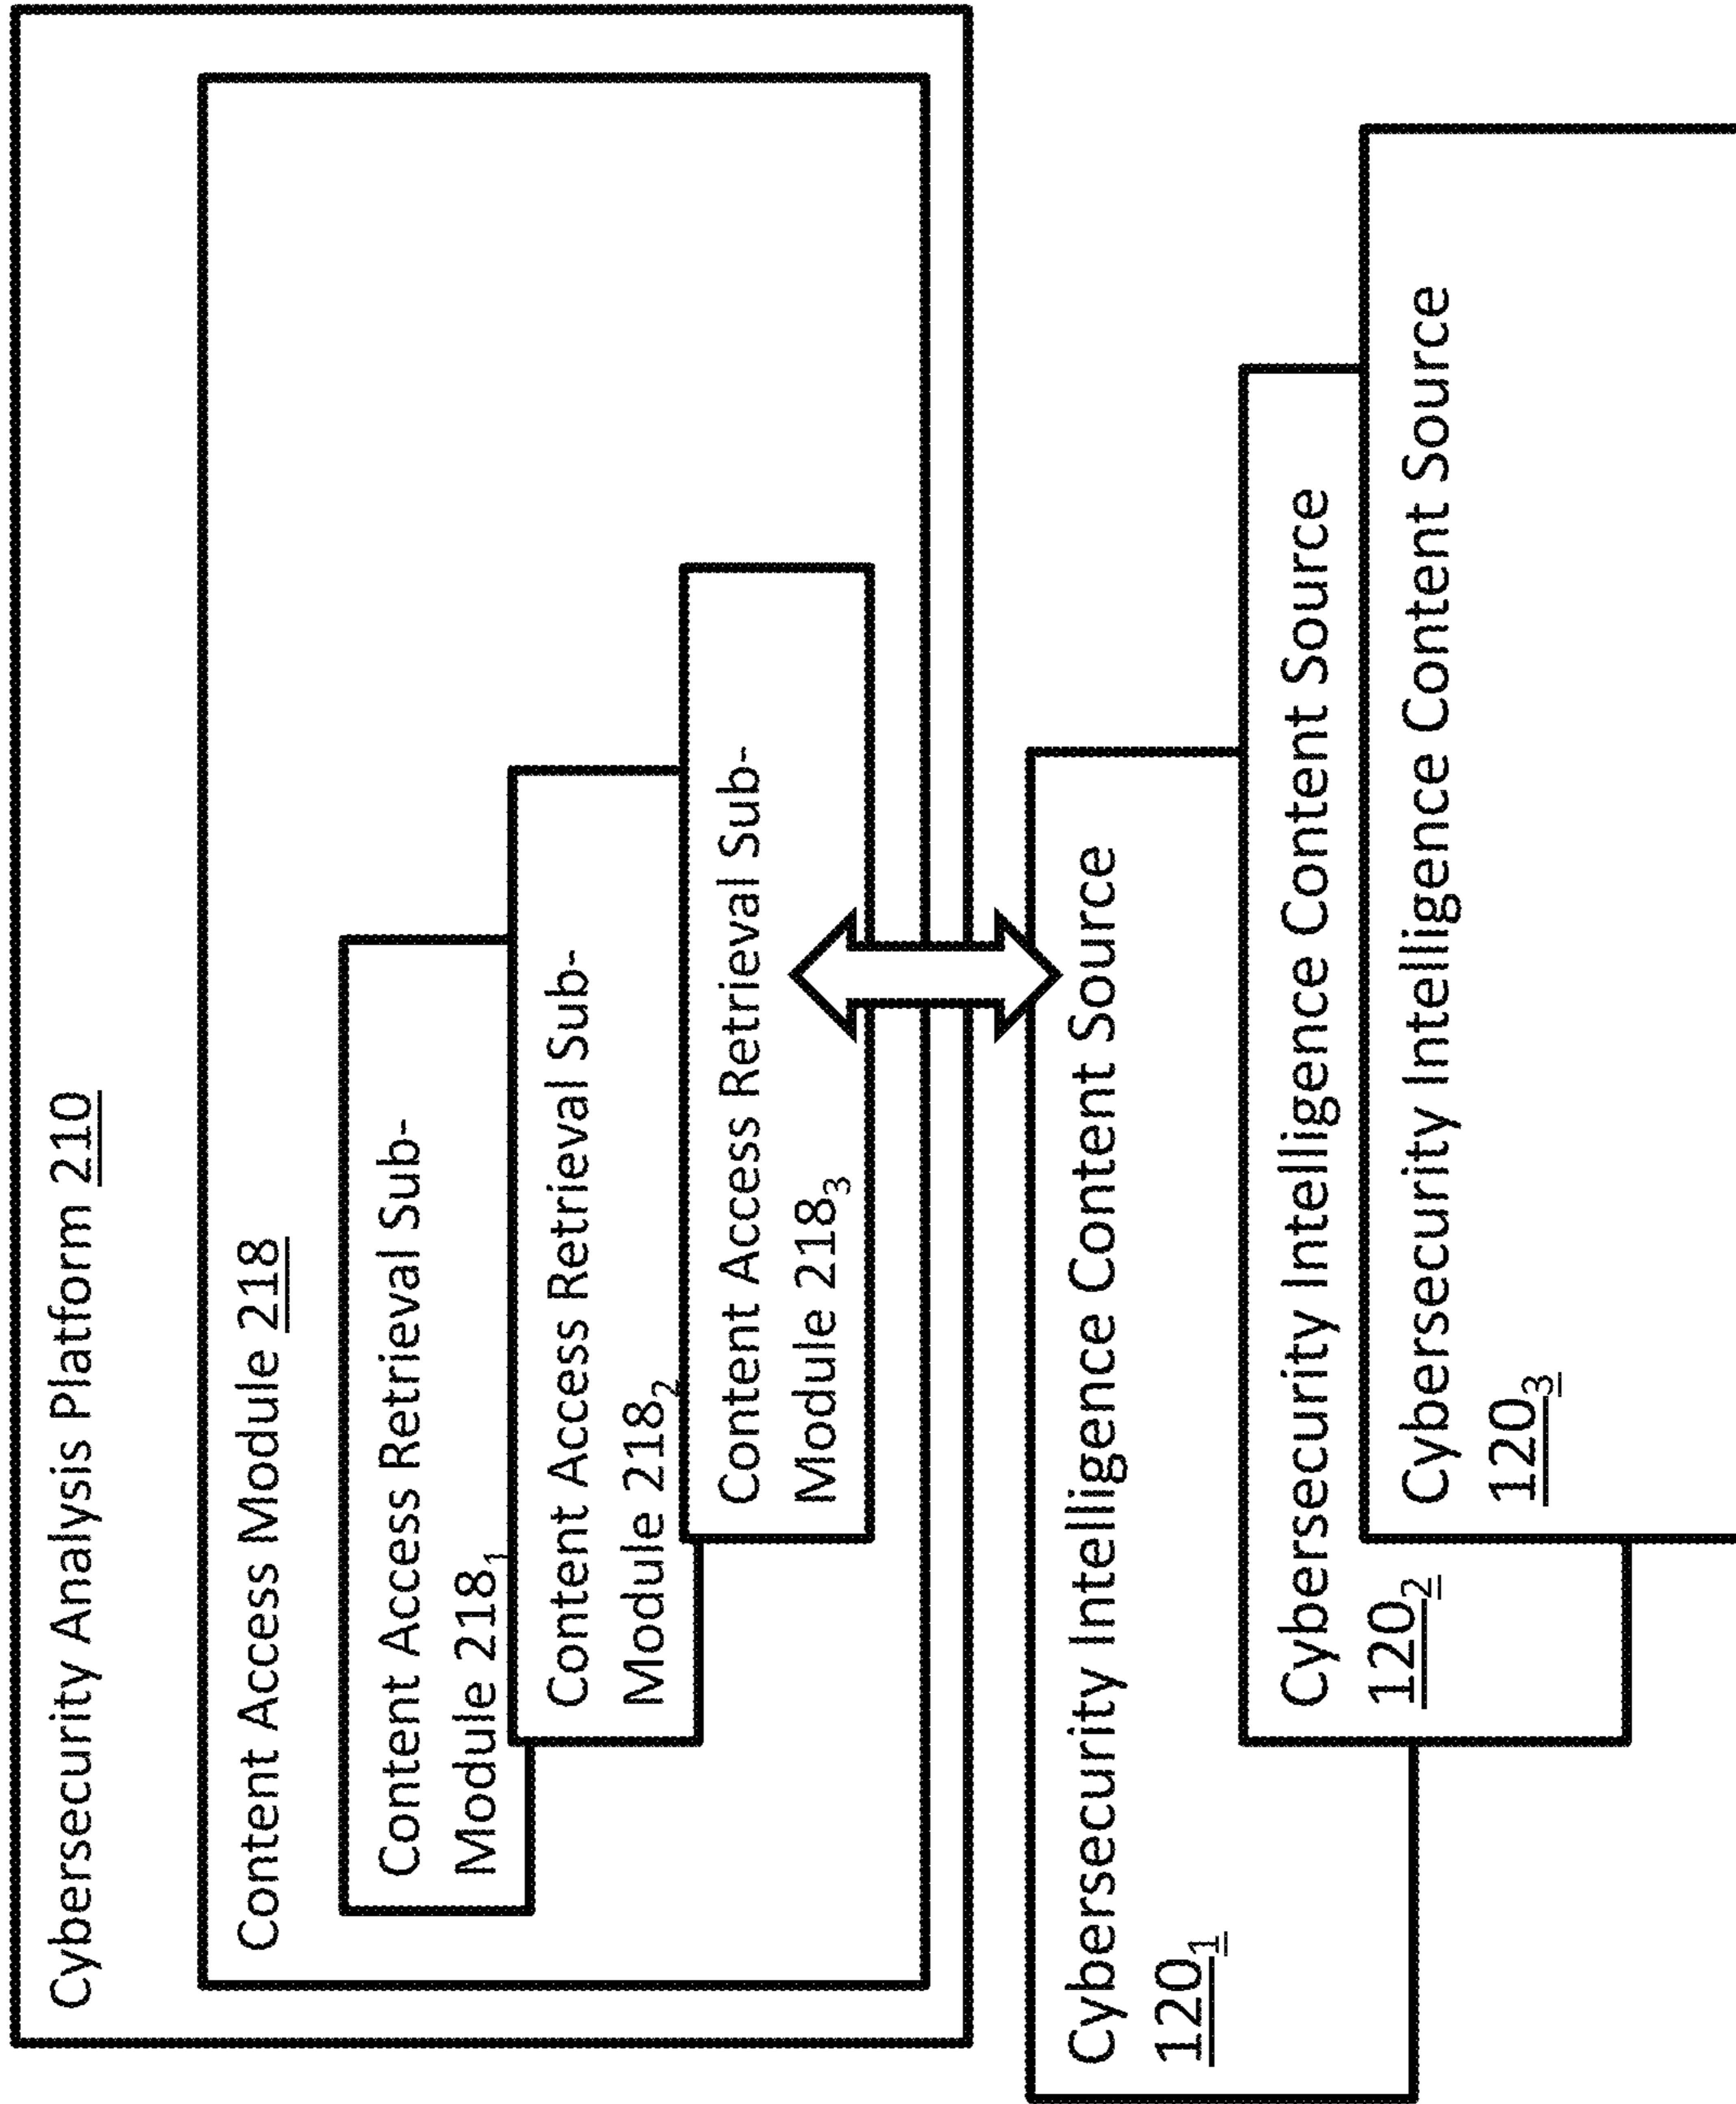 Cybersecurity Analysis Platform 210
Content Access Module 218
Content Access Retrieval Sub-
Module 218₁
Content Access Retrieval Sub-
Module 218₂
Content Access Retrieval Sub-
Module 218₃
Cybersecurity Intelligence Content Source
120₁
Cybersecurity Intelligence Content Source
120₂
Cybersecurity Intelligence Content Source
120₃